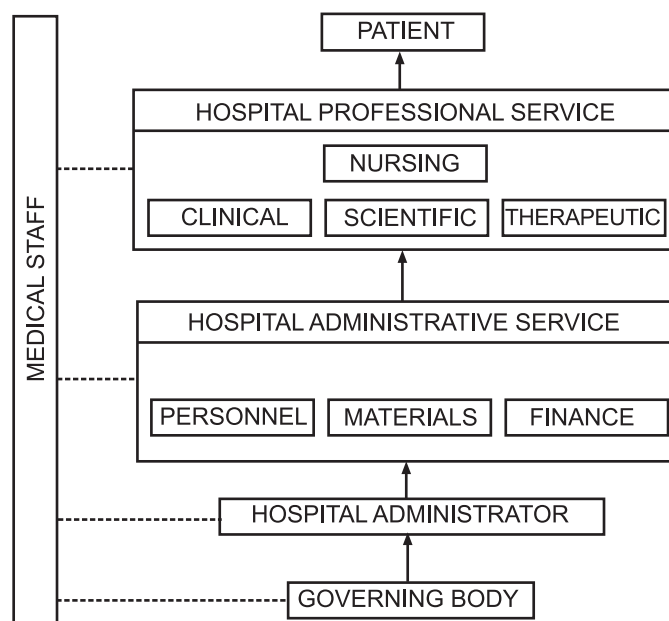 PATIENT
HOSPITAL PROFESSIONAL SERVICE
NURSING
CLINICAL
SCIENTIFIC
THERAPEUTIC
MEDICAL STAFF
HOSPITAL ADMINISTRATIVE SERVICE
PERSONNEL
MATERIALS
FINANCE
HOSPITAL ADMINISTRATOR
GOVERNING BODY